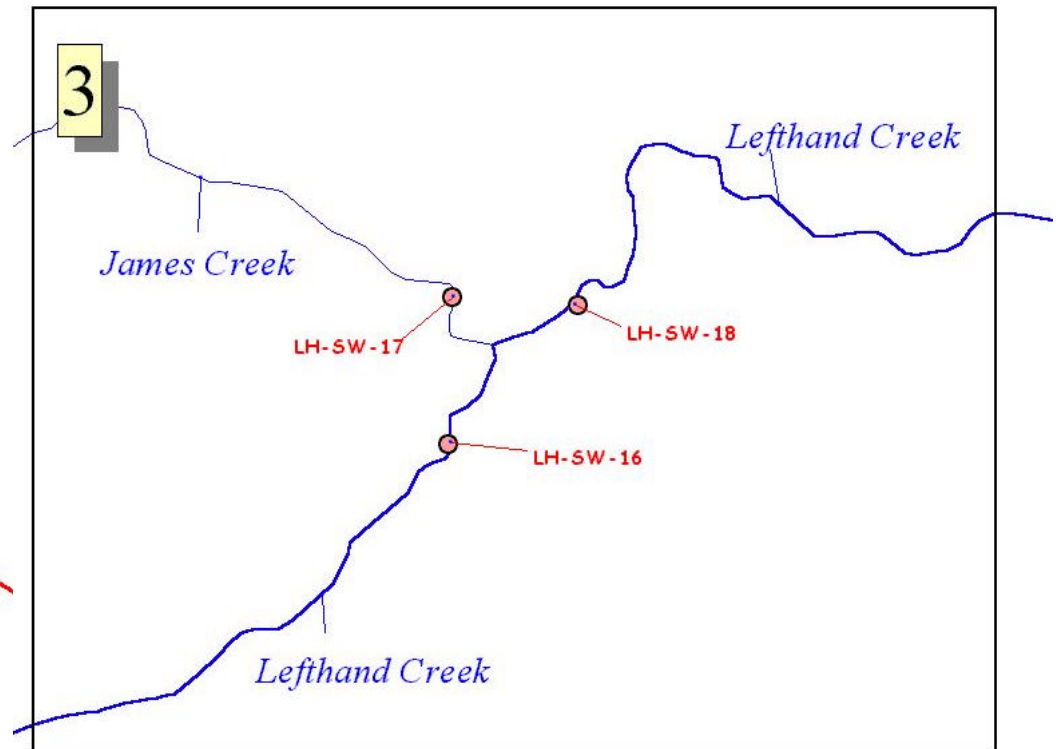 3
Lefthand Creek
James Creek
LH-SW-17
LH-SW-18
LH-SW-16
Lefthand Creek